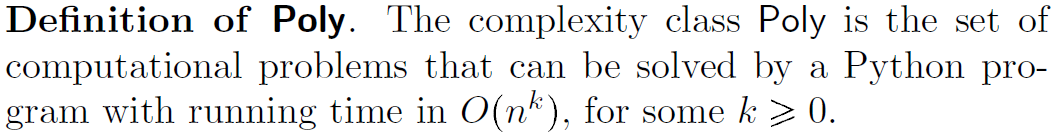 Definition of Poly. The complexity class Poly is the set of
computational problems that can be solved by a Python pro-
gram with running time in O(nᵏ), for some k ⩾ 0.